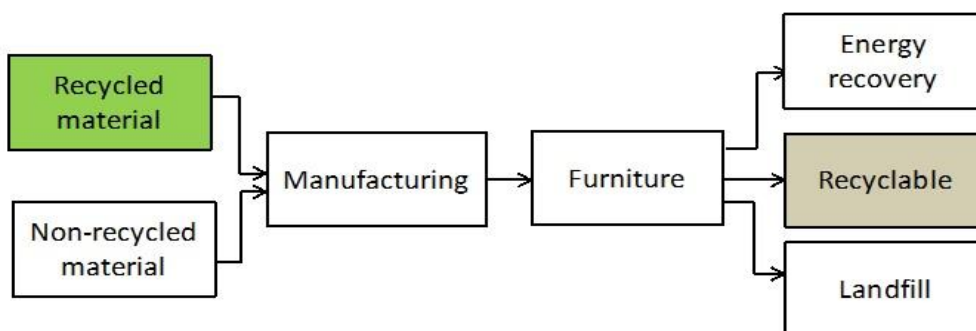 Recycled
material
Non-recycled
material
Manufacturing
Furniture
Energy
recovery
Recyclable
Landfill